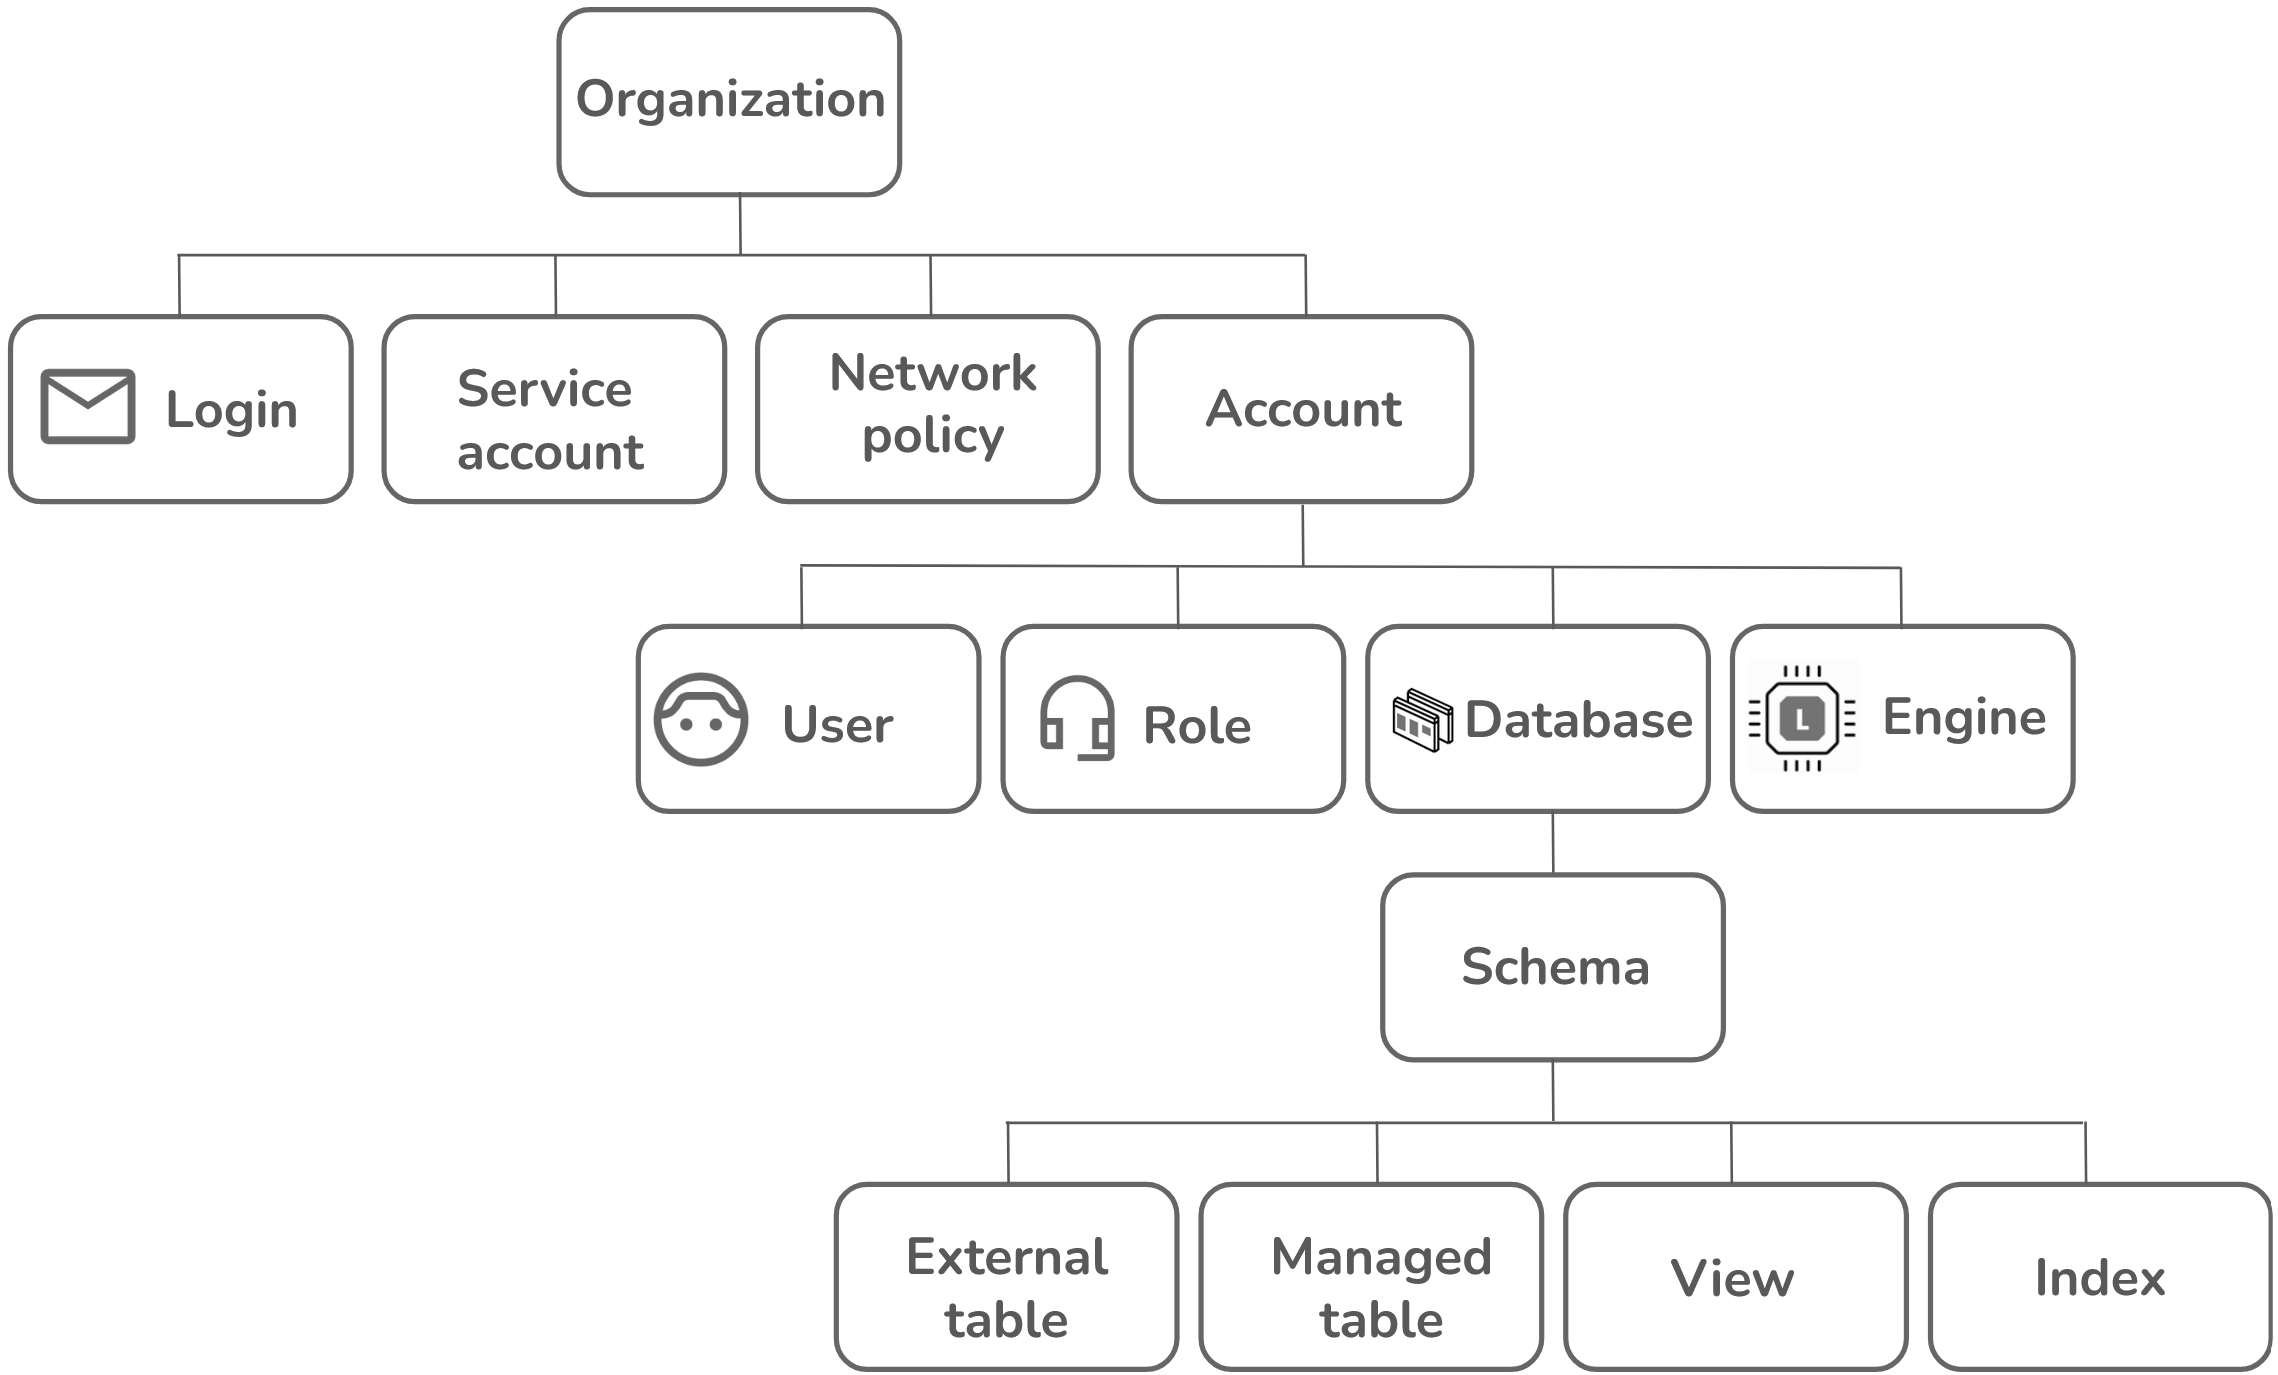 Organization
Login
Service
account
Network
policy
Account
User
Role
Database
L
Engine
Schema
External
table
Managed
table
View
Index